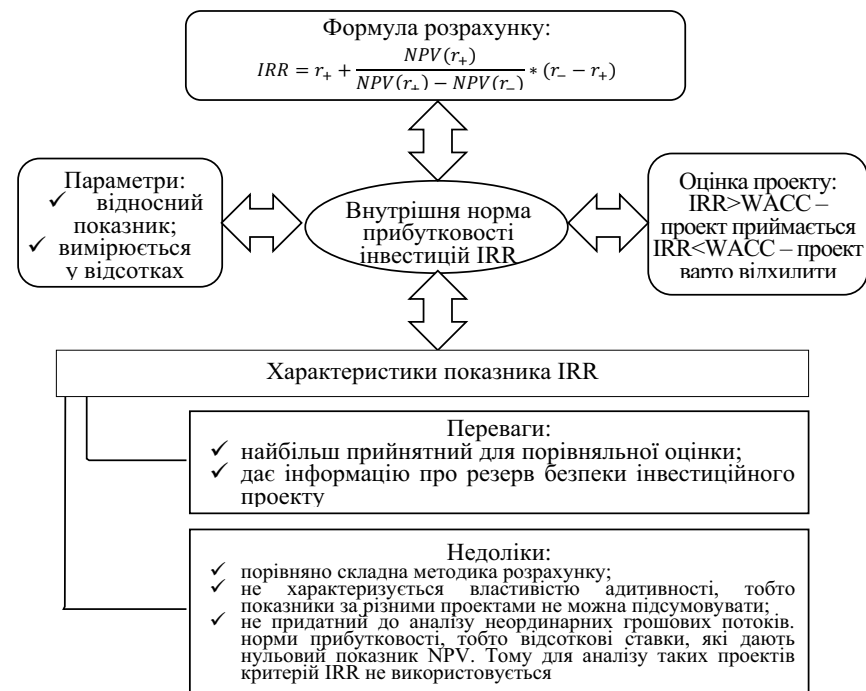 Формула розрахунку:
IRR = r₊ + NPV(r₊) / NPV(r₊) − NPV(r₋) ∗ (r₋ − r₊)
Параметри:
✓ відносний
показник;
✓ вимірюється
у відсотках
Внутрішня норма
прибутковості
інвестицій IRR
Оцінка проекту:
IRR>WACC –
проект приймається
IRR<WACC – проект
варто відхилити
Характеристики показника IRR
Переваги:
✓ найбільш прийнятний для порівняльної оцінки;
✓ дає інформацію про резерв безпеки інвестиційного
проекту
Недоліки:
✓ порівняно складна методика розрахунку;
✓ не характеризується властивістю адитивності, тобто
показники за різними проектами не можна підсумовувати;
✓ не придатний до аналізу неординарних грошових потоків.
норми прибутковості, тобто відсоткові ставки, які дають
нульовий показник NPV. Тому для аналізу таких проектів
критерій IRR не використовується